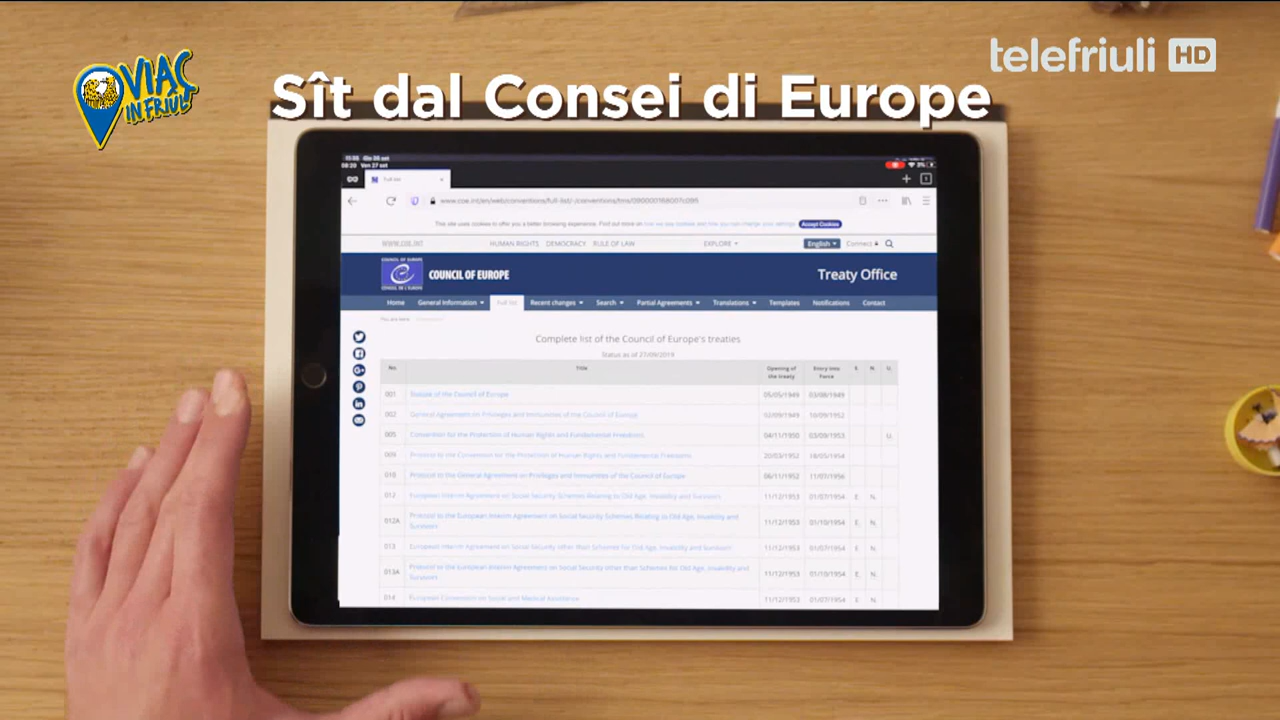 VIAÇ
IN FRIÛL
telefriuli HD
Sît dal Consei di Europe
Full list
www.coe.int/en/web/conventions/full-list/-/conventions/
This site uses cookies to offer you a better browsing experience. Find out more on how we use cookies and how you can change your settings. Accept Cookies
WWW.COE.INT HUMAN RIGHTS DEMOCRACY RULE OF LAW EXPLORE English Connect
COUNCIL OF EUROPE
CONSEIL DE L'EUROPE
COUNCIL OF EUROPE
Treaty Office
Home General Information Full list Recent changes Search Partial Agreements Translations Templates Notifications Contact
You are here:
Complete list of the Council of Europe's treaties
Status as of 27/09/2019
No. Title Opening of the treaty Entry into Force E. N. U.
001 Statute of the Council of Europe 05/05/1949 03/08/1949
002 General Agreement on Privileges and Immunities of the Council of Europe 02/09/1949 10/09/1952
005 Convention for the Protection of Human Rights and Fundamental Freedoms 04/11/1950 03/09/1953 U.
009 Protocol to the Convention for the Protection of Human Rights and Fundamental Freedoms 20/03/1952 18/05/1954
010 Protocol to the General Agreement on Privileges and Immunities of the Council of Europe 06/11/1952 11/07/1956
012 European Interim Agreement on Social Security Schemes Relating to Old Age, Invalidity and Survivors 11/12/1953 01/07/1954 E. N.
012A Protocol to the European Interim Agreement on Social Security Schemes Relating to Old Age, Invalidity and
Survivors 11/12/1953 01/10/1954 E. N.
013 European Interim Agreement on Social Security other than Schemes for Old Age, Invalidity and Survivors 11/12/1953 01/07/1954 E. N.
013A Protocol to the European Interim Agreement on Social Security other than Schemes for Old Age, Invalidity and
Survivors 11/12/1953 01/10/1954 E. N.
014 European Convention on Social and Medical Assistance 11/12/1953 01/07/1954 E. N.